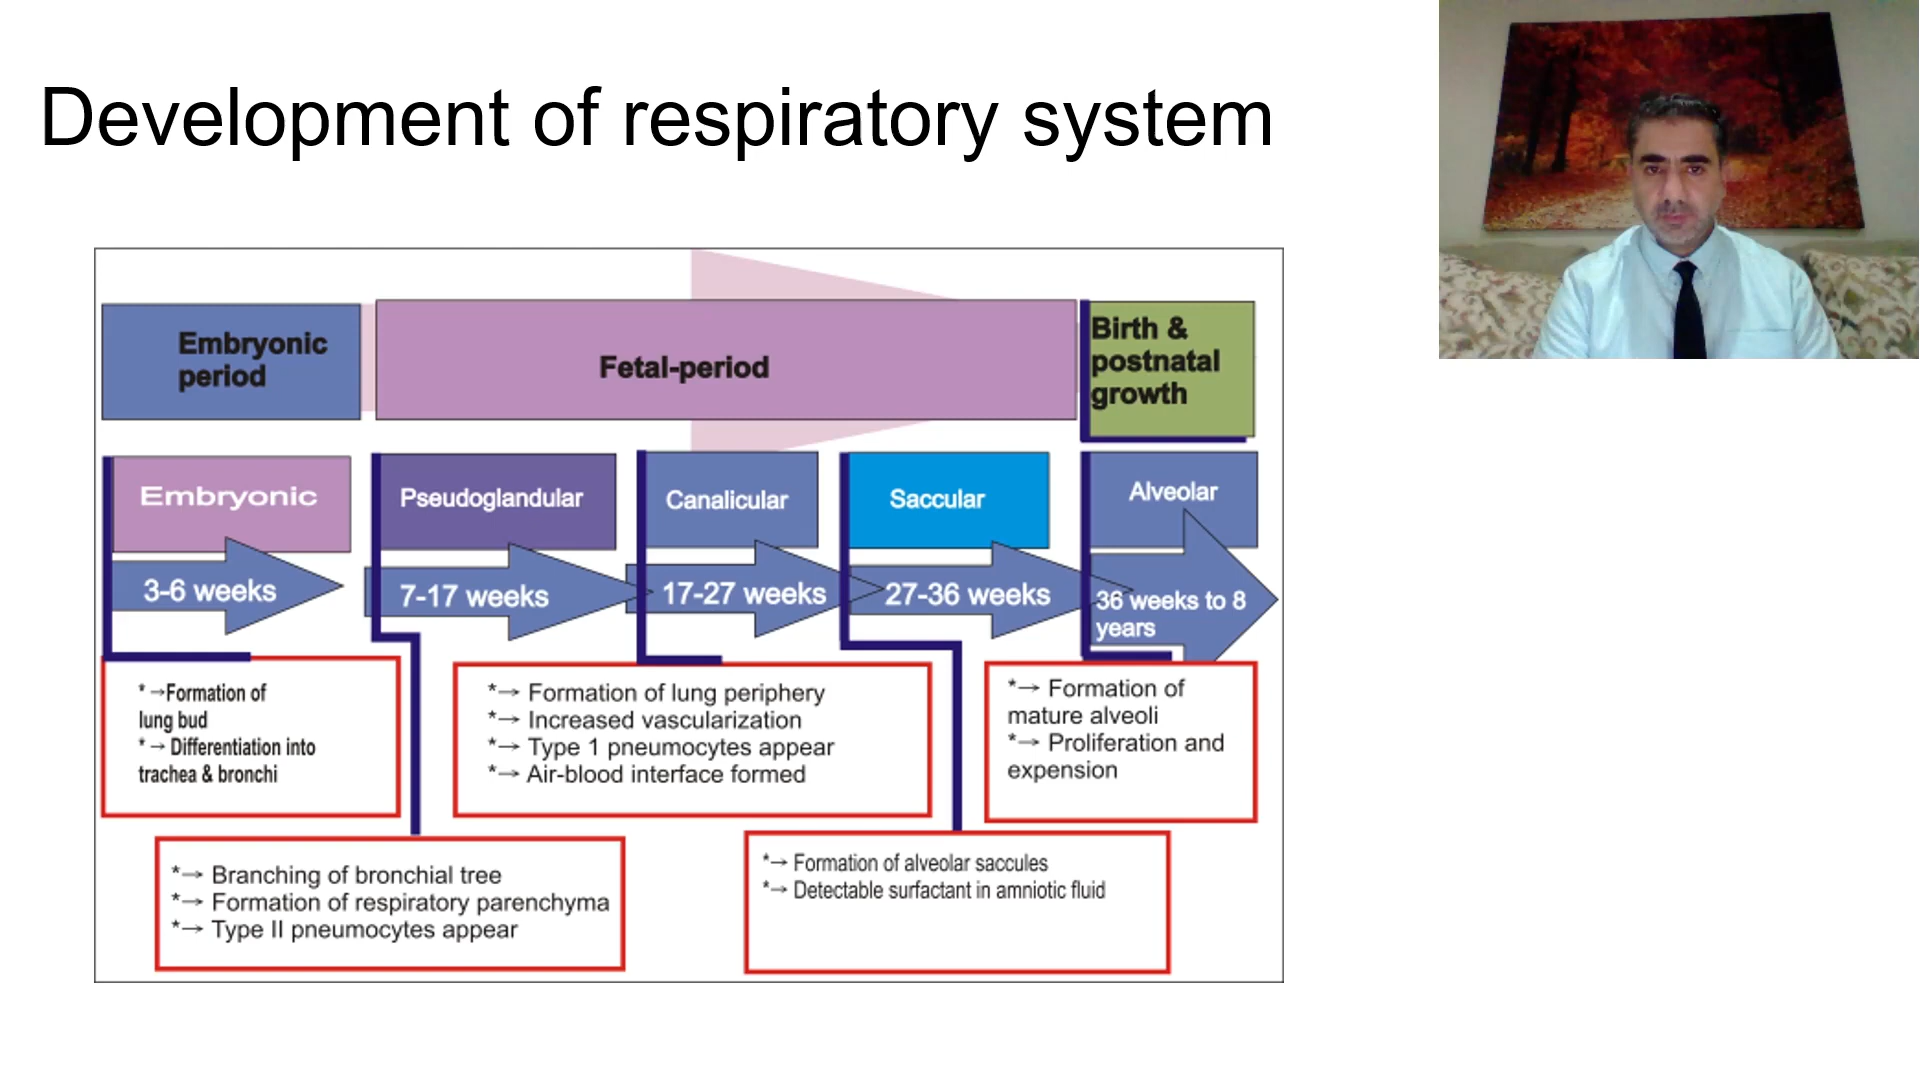 Development of respiratory system
Embryonic
period
Fetal-period
Birth &
postnatal
growth
Embryonic
Pseudoglandular
Canalicular
Saccular
Alveolar
3-6 weeks
7-17 weeks
17-27 weeks
27-36 weeks
36 weeks to 8
years
* →Formation of
lung bud
* → Differentiation into
trachea & bronchi
*→ Formation of lung periphery
*→ Increased vascularization
*→ Type 1 pneumocytes appear
*→ Air-blood interface formed
*→ Formation of
mature alveoli
*→ Proliferation and
expension
*→ Branching of bronchial tree
*→ Formation of respiratory parenchyma
*→ Type II pneumocytes appear
*→ Formation of alveolar saccules
*→ Detectable surfactant in amniotic fluid